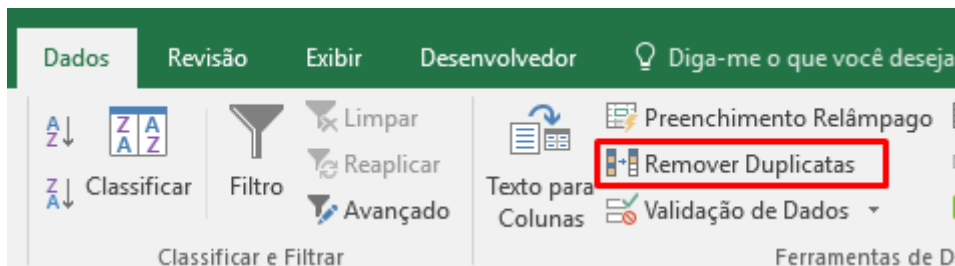 Dados Revisão Exibir Desenvolvedor Diga-me o que você deseja
Classificar
Filtro
Limpar
Reaplicar
Avançado
Classificar e Filtrar
Texto para
Colunas
Preenchimento Relâmpago
Remover Duplicatas
Validação de Dados
Ferramentas de D